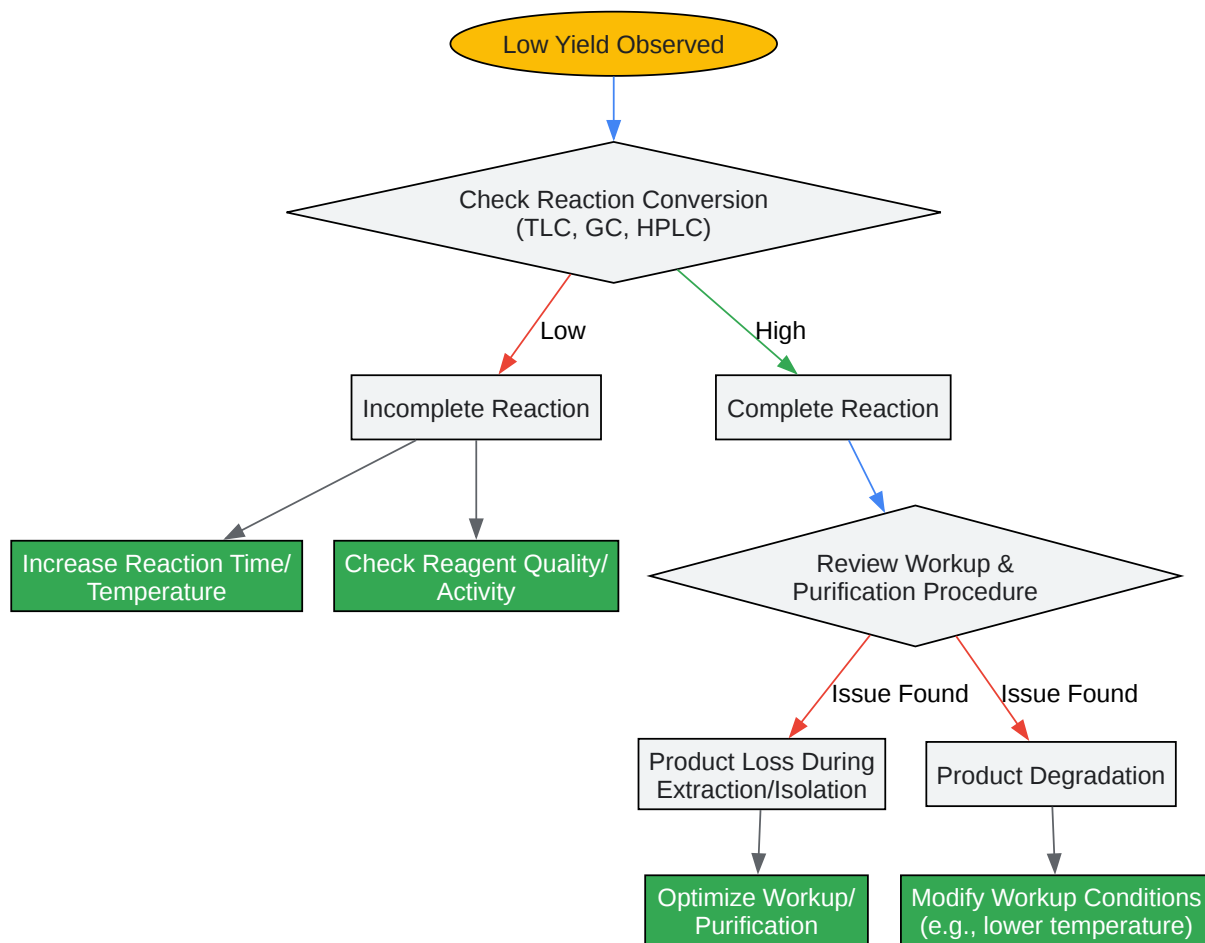 Low Yield Observed
Check Reaction Conversion
(TLC, GC, HPLC)
Low
High
Incomplete Reaction
Complete Reaction
Increase Reaction Time/
Temperature
Check Reagent Quality/
Activity
Review Workup &
Purification Procedure
Issue Found
Issue Found
Product Loss During
Extraction/Isolation
Product Degradation
Optimize Workup/
Purification
Modify Workup Conditions
(e.g., lower temperature)